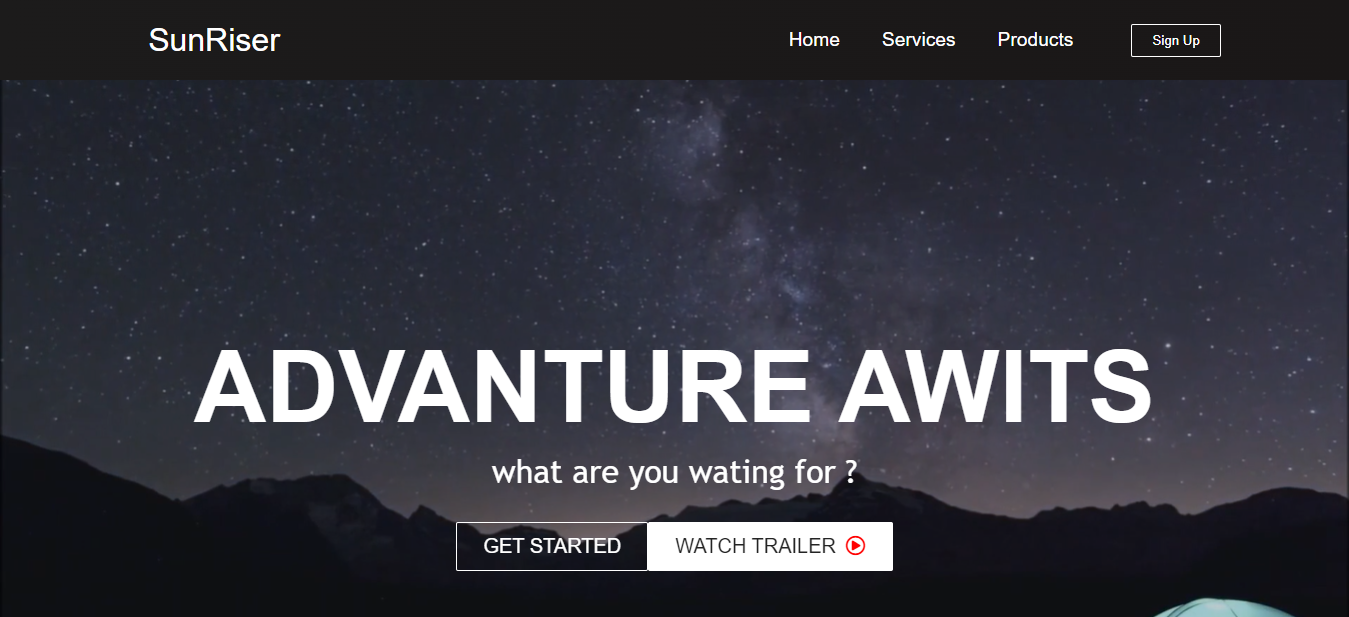 SunRiser
Home Services Products Sign Up
ADVANTURE AWITS
what are you wating for ?
GET STARTED WATCH TRAILER